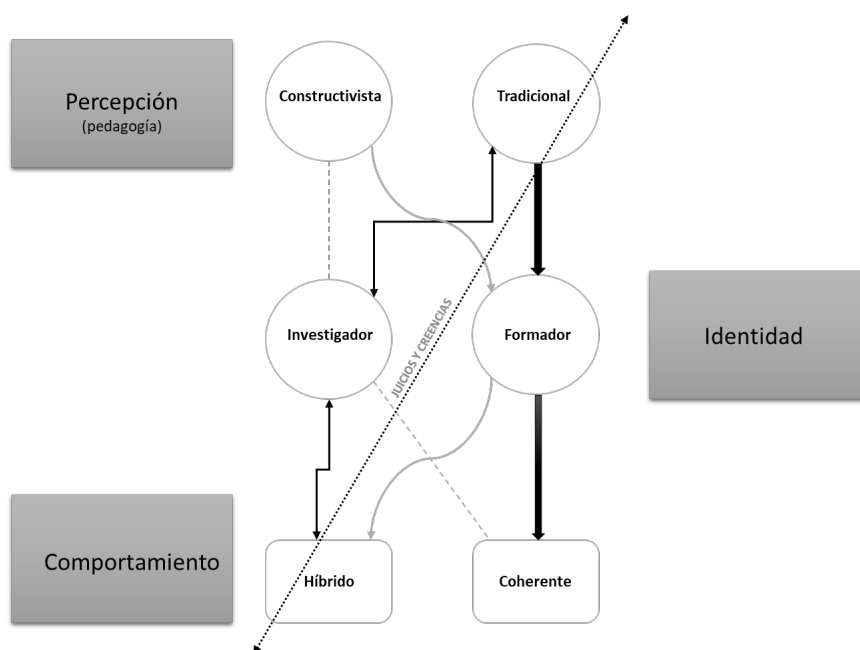 Percepción
(pedagogía)
Constructivista
Tradicional
Investigador
Formador
Identidad
JUICIOS Y CREENCIAS
Comportamiento
Híbrido
Coherente